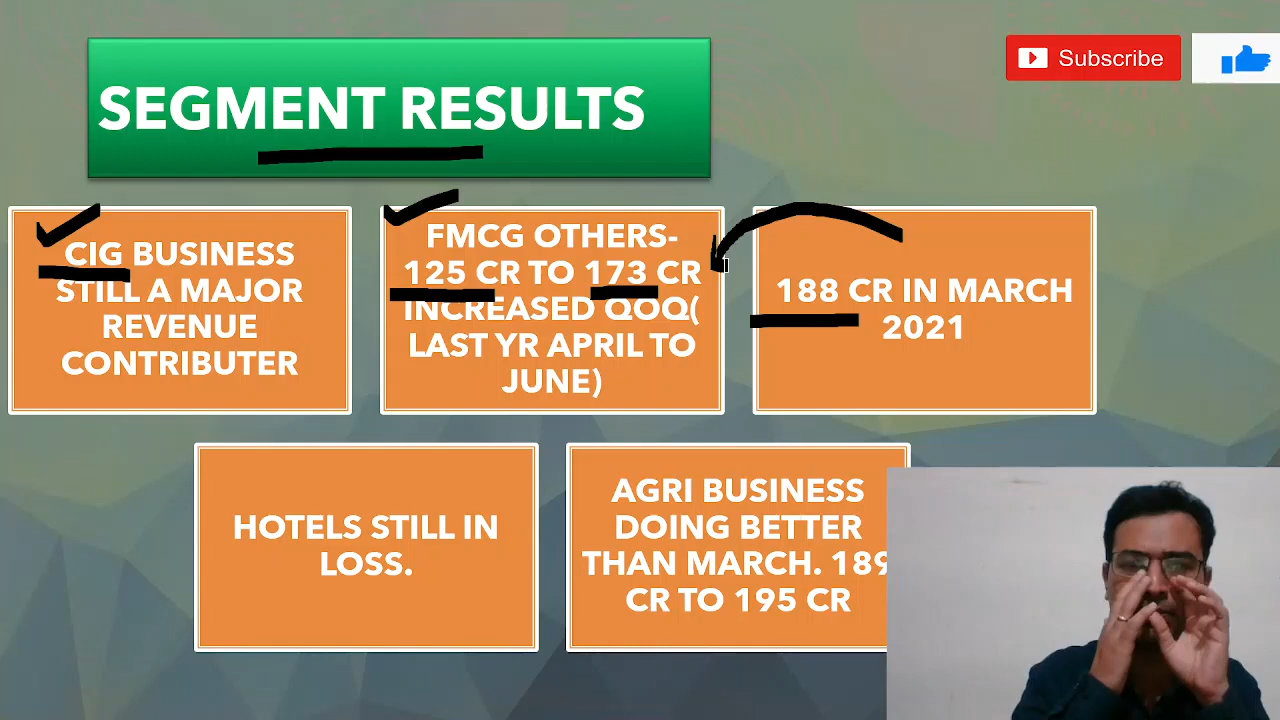 SEGMENT RESULTS
Subscribe
CIG BUSINESS
STILL A MAJOR
REVENUE
CONTRIBUTER
FMCG OTHERS-
125 CR TO 173 CR
INCREASED QOQ(
LAST YR APRIL TO
JUNE)
188 CR IN MARCH
2021
HOTELS STILL IN
LOSS.
AGRI BUSINESS
DOING BETTER
THAN MARCH. 189
CR TO 195 CR